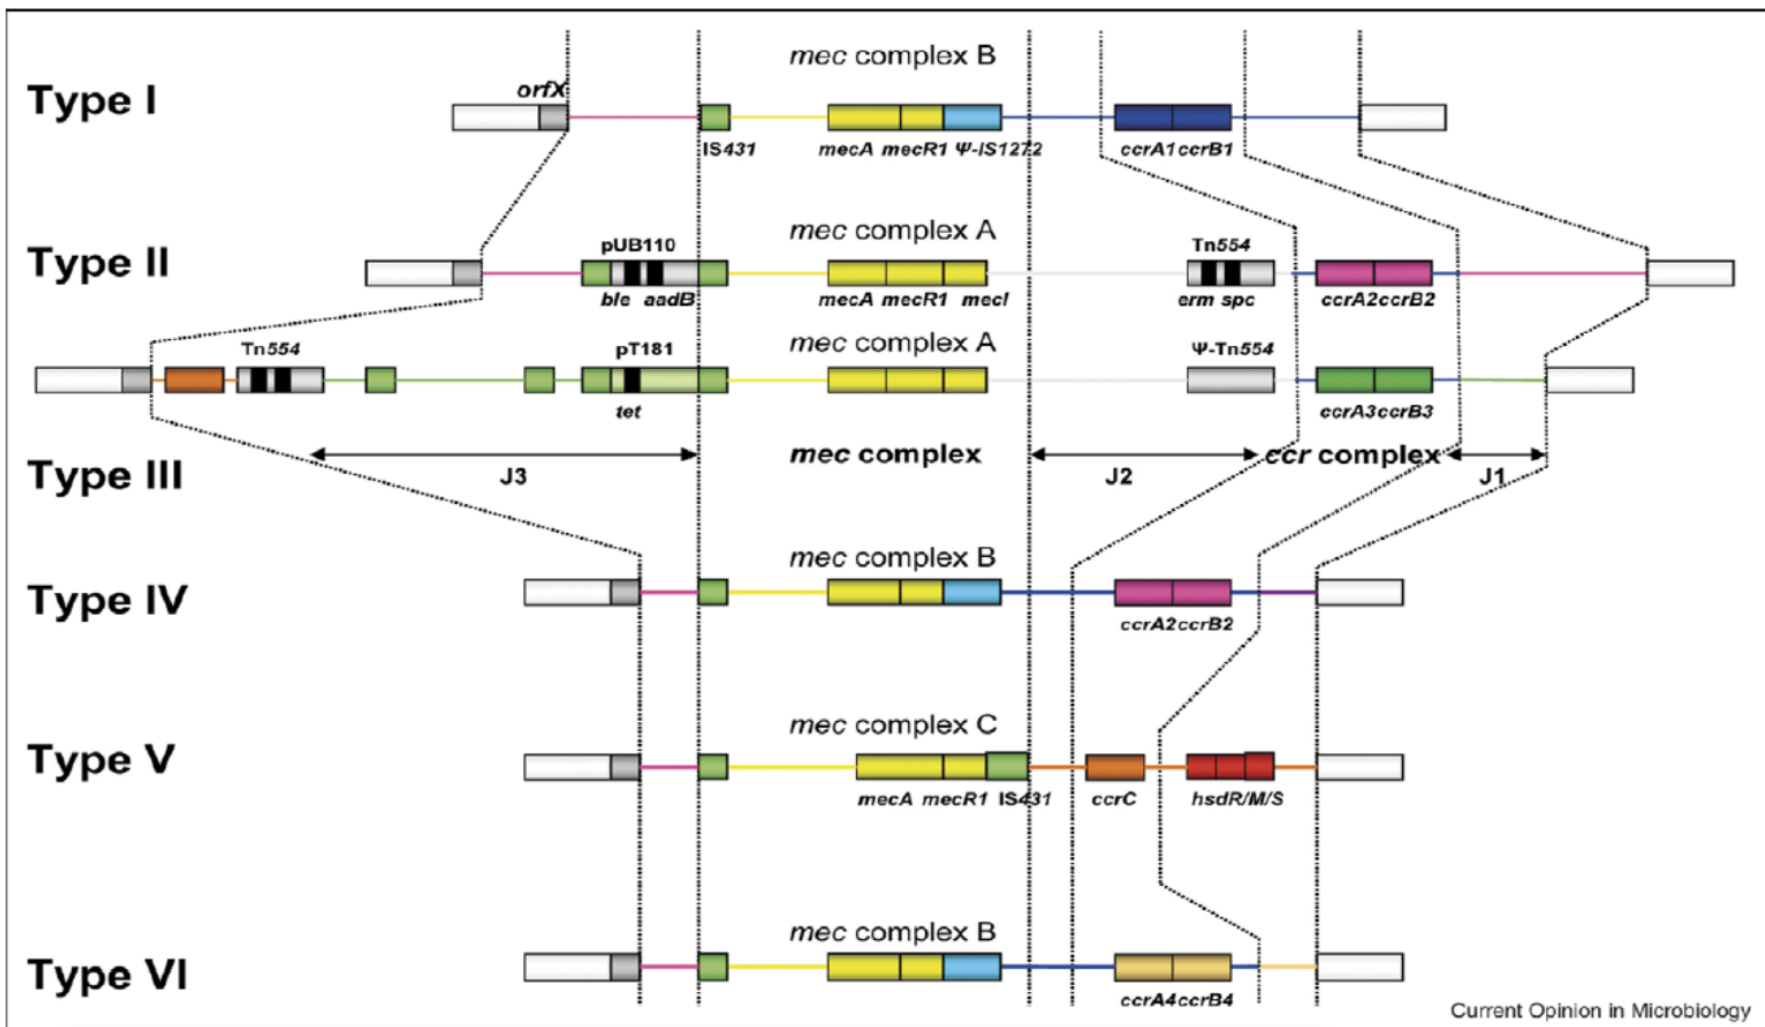 mec complex B
Type I
orfX
IS431
mecA mecR1 Ψ-IS1272
ccrA1ccrB1
mec complex A
Type II
pUB110
Tn554
ble aadB
mecA mecR1 mecI
erm spc
ccrA2ccrB2
mec complex A
Tn554
pT181
Ψ-Tn554
tet
ccrA3ccrB3
mec complex
ccr complex
Type III
J3
J2
J1
mec complex B
Type IV
ccrA2ccrB2
mec complex C
Type V
mecA mecR1 IS431
ccrC
hsdR/M/S
mec complex B
Type VI
ccrA4ccrB4
Current Opinion in Microbiology